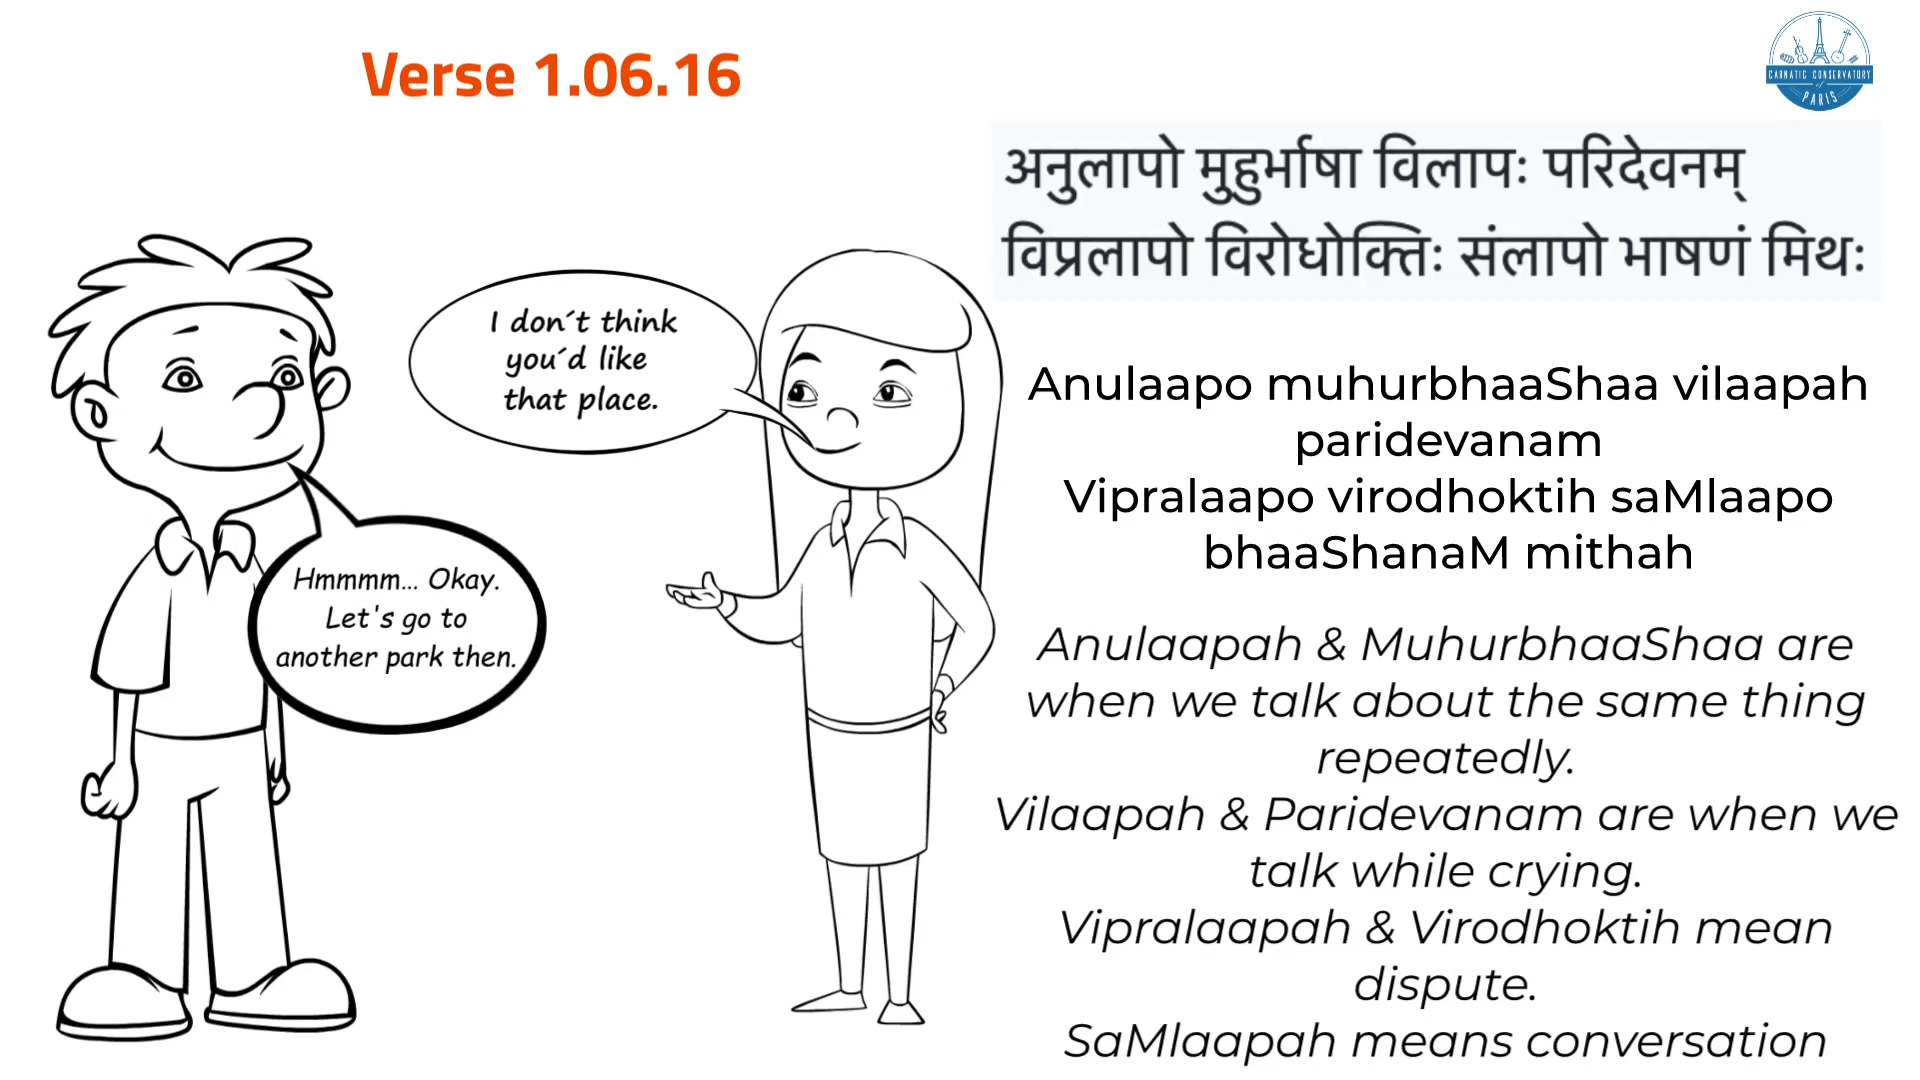 Verse 1.06.16
CARNATIC CONSERVATORY
of
PARIS
अनुलापो मुहुर्भाषा विलापः परिदेवनम्
विप्रलापो विरोधोक्तिः संलापो भाषणं मिथः
I don´t think
you´d like
that place.
Hmmmm... Okay.
Let's go to
another park then.
Anulaapo muhurbhaaShaa vilaapah
paridevanam
Vipralaapo virodhoktih saMlaapo
bhaaShanaM mithah
Anulaapah & MuhurbhaaShaa are
when we talk about the same thing
repeatedly.
Vilaapah & Paridevanam are when we
talk while crying.
Vipralaapah & Virodhoktih mean
dispute.
SaMlaapah means conversation